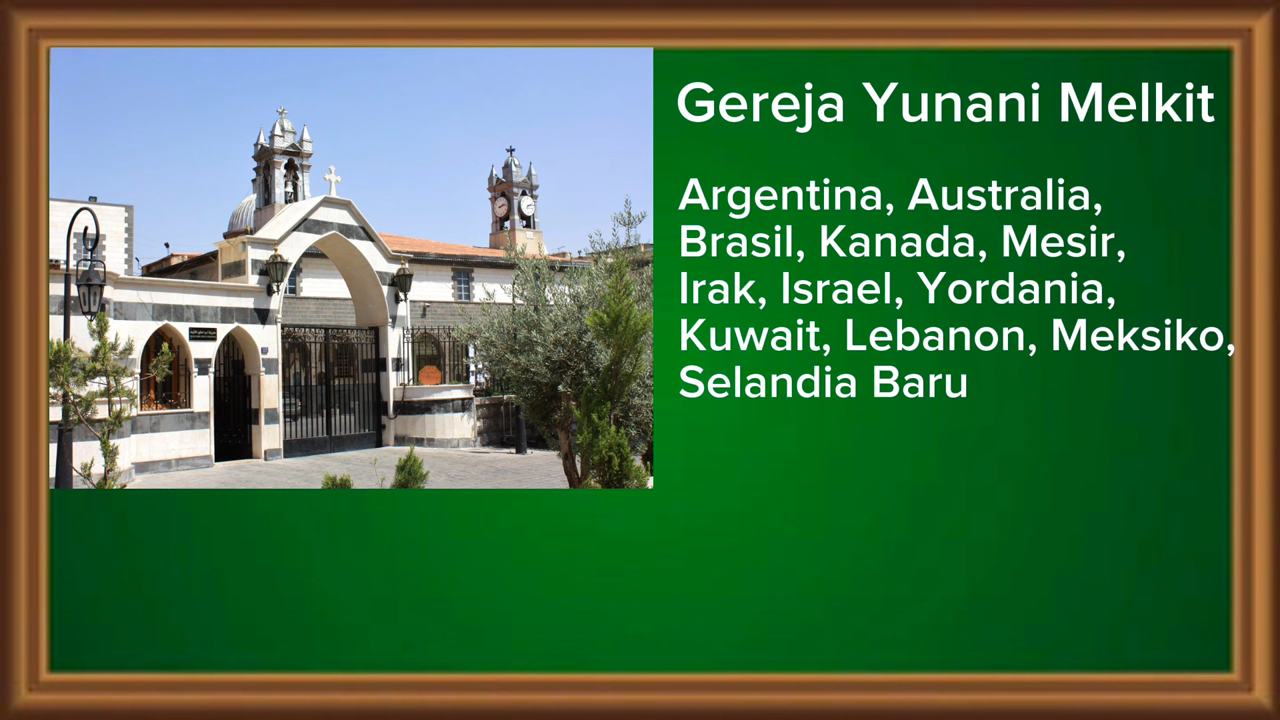 Gereja Yunani Melkit
Argentina, Australia,
Brasil, Kanada, Mesir,
Irak, Israel, Yordania,
Kuwait, Lebanon, Meksiko,
Selandia Baru